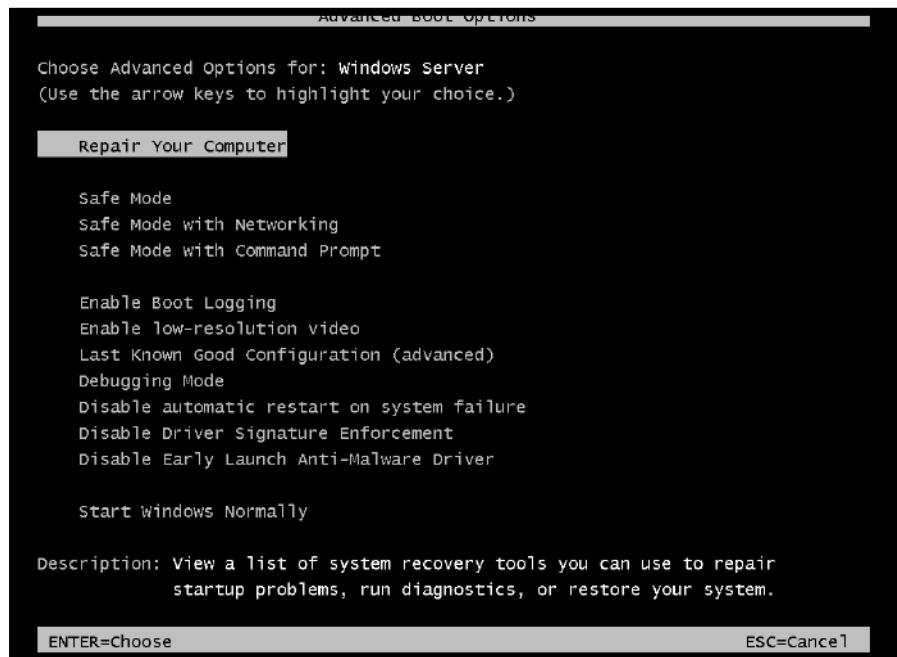 Advanced Boot Options
Choose Advanced Options for: Windows Server
(Use the arrow keys to highlight your choice.)
Repair Your Computer
Safe Mode
Safe Mode with Networking
Safe Mode with Command Prompt
Enable Boot Logging
Enable low-resolution video
Last Known Good Configuration (advanced)
Debugging Mode
Disable automatic restart on system failure
Disable Driver Signature Enforcement
Disable Early Launch Anti-Malware Driver
Start Windows Normally
Description: View a list of system recovery tools you can use to repair
startup problems, run diagnostics, or restore your system.
ENTER=Choose ESC=Cancel